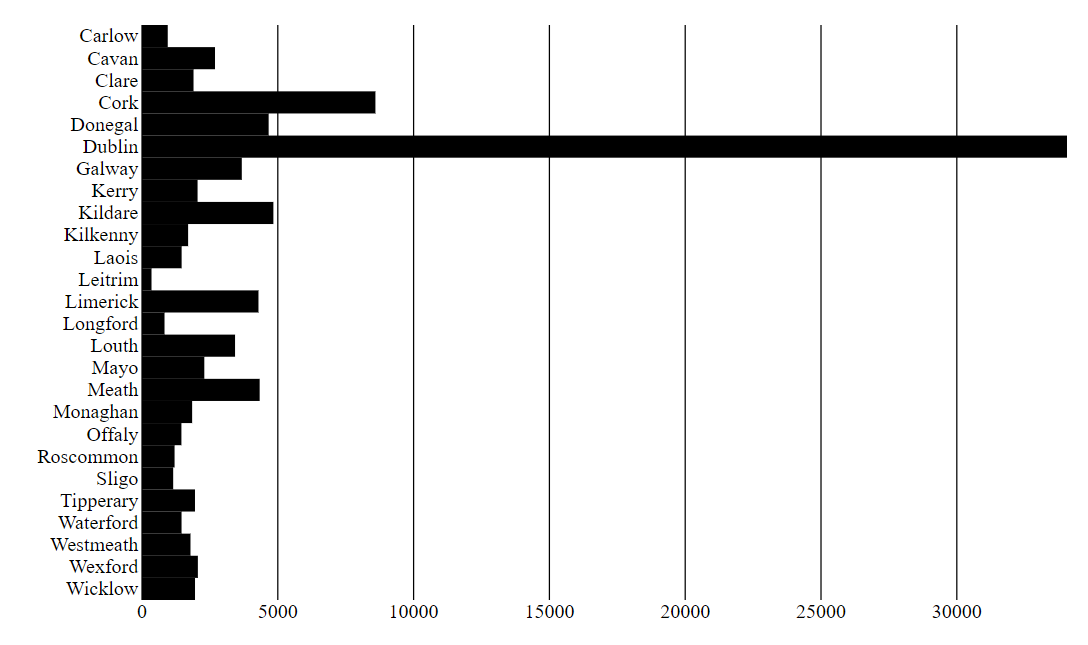 Carlow
Cavan
Clare
Cork
Donegal
Dublin
Galway
Kerry
Kildare
Kilkenny
Laois
Leitrim
Limerick
Longford
Louth
Mayo
Meath
Monaghan
Offaly
Roscommon
Sligo
Tipperary
Waterford
Westmeath
Wexford
Wicklow
0 5000 10000 15000 20000 25000 30000